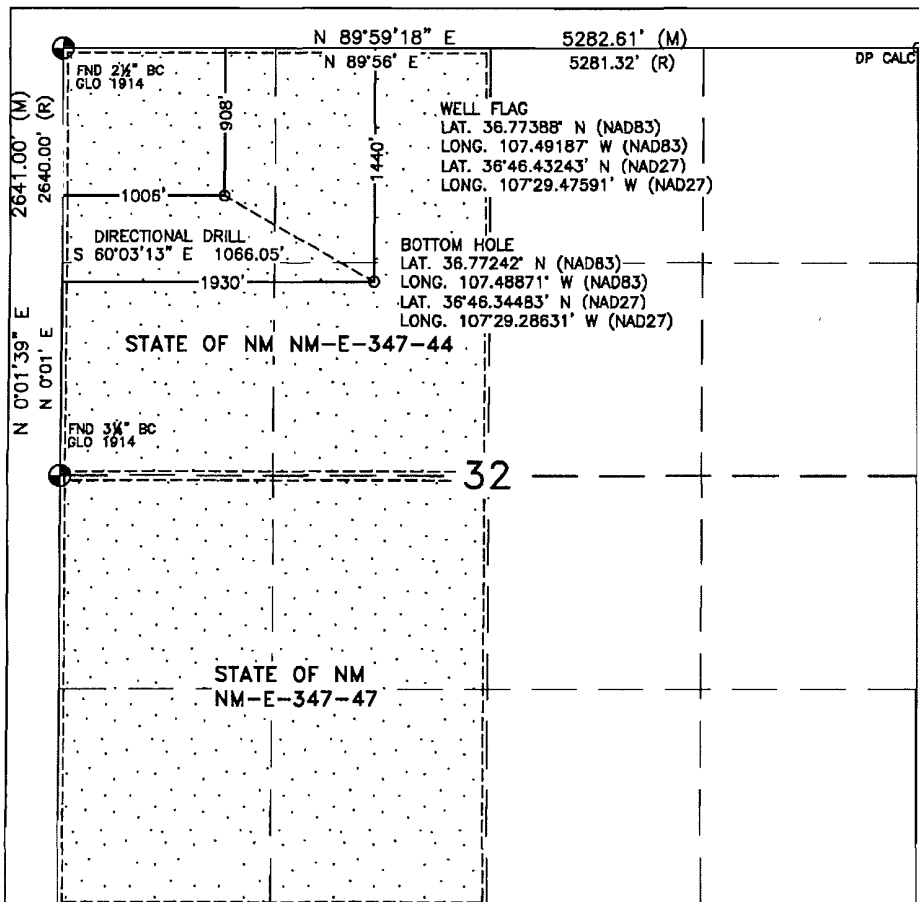 N 89°59'18" E 5282.61' (M)
N 89°56' E 5281.32' (R)
DP CALC
FND 2½" BC
GLO 1914
2641.00' (M)
2640.00' (R)
N 0°01'39" E
N 0°01' E
908'
1440'
1006'
WELL FLAG
LAT. 36.77388° N (NAD83)
LONG. 107.49187° W (NAD83)
LAT. 36°46.43243' N (NAD27)
LONG. 107°29.47591' W (NAD27)
DIRECTIONAL DRILL
S 60°03'13" E 1066.05'
1930'
BOTTOM HOLE
LAT. 36.77242° N (NAD83)
LONG. 107.48871° W (NAD83)
LAT. 36°46.34483' N (NAD27)
LONG. 107°29.28631' W (NAD27)
STATE OF NM NM-E-347-44
FND 3¼" BC
GLO 1914
32
STATE OF NM
NM-E-347-47